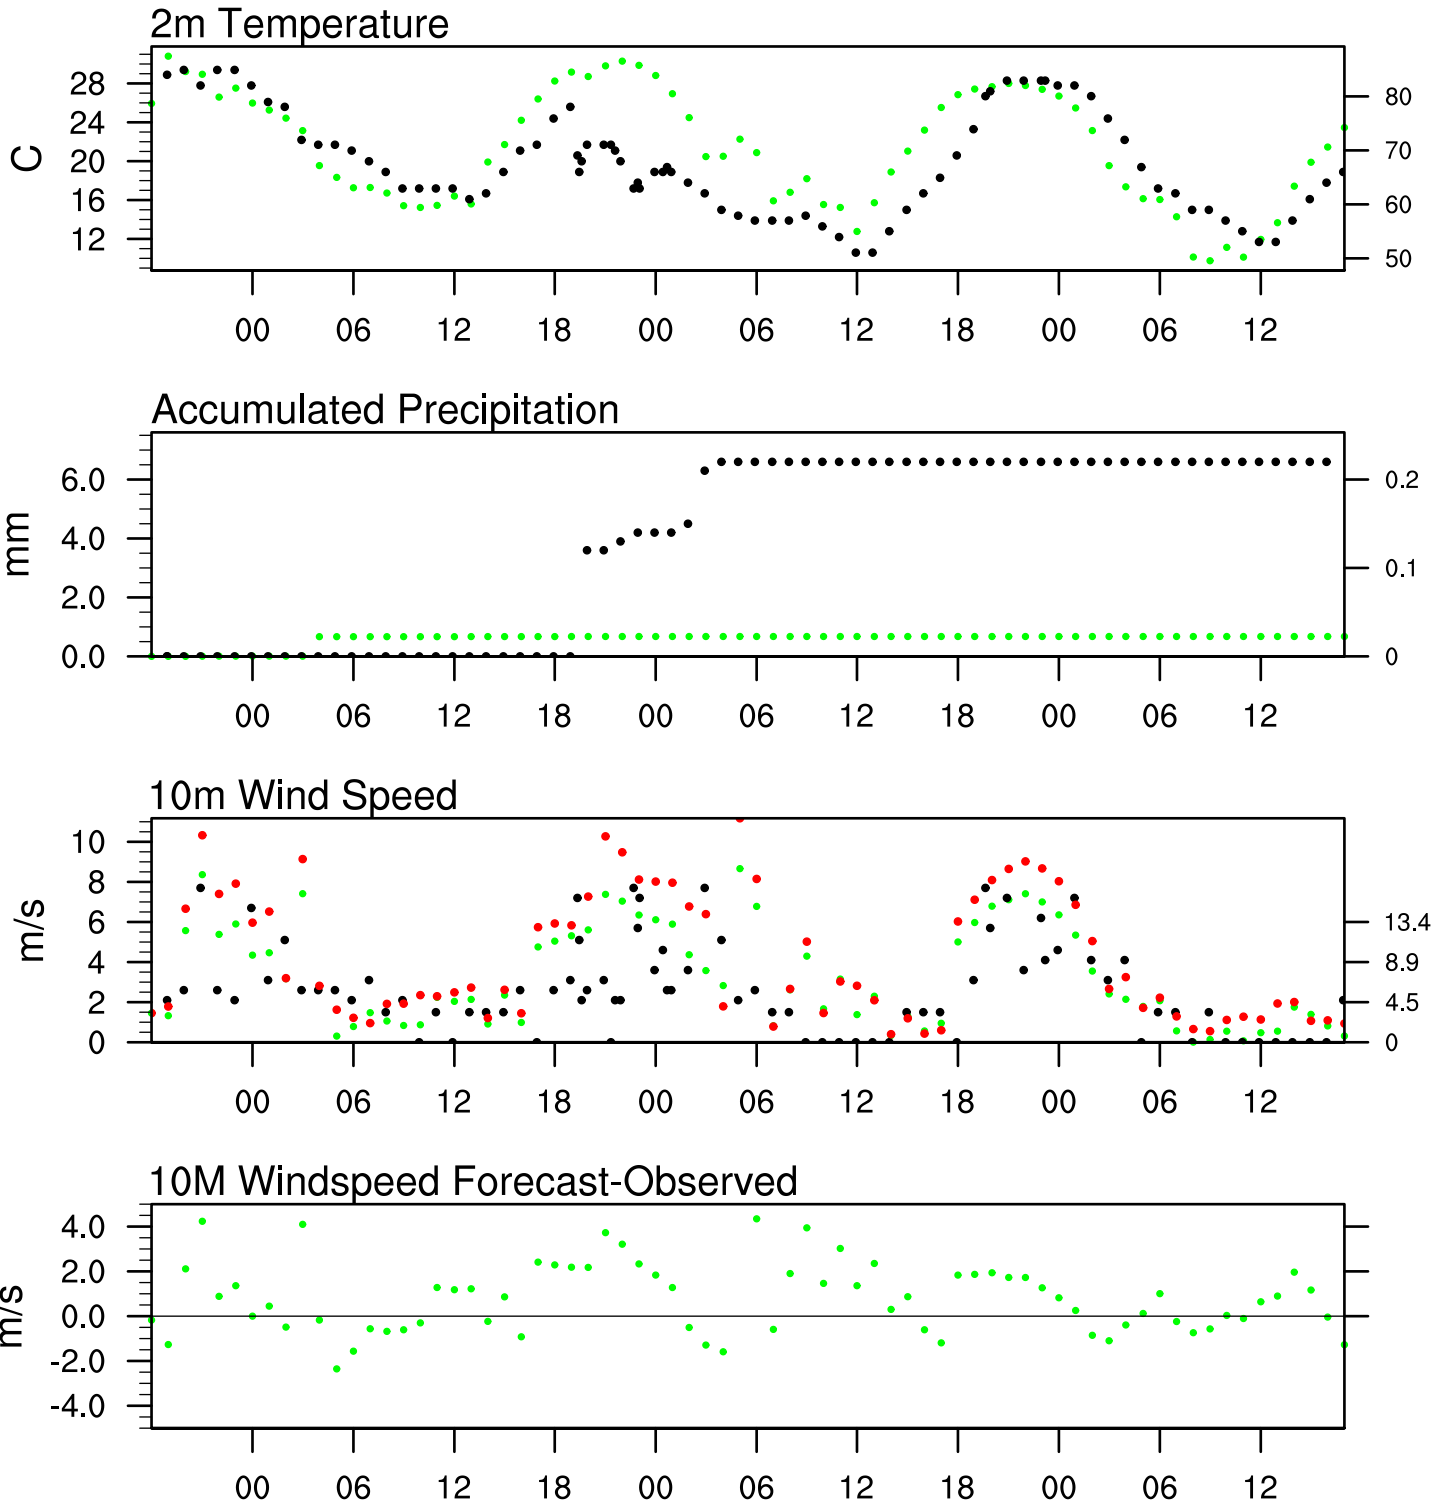 2m Temperature
C
28
24
20
16
12
80
70
60
50
00 06 12 18 00 06 12 18 00 06 12
Accumulated Precipitation
mm
6.0
4.0
2.0
0.0
0.2
0.1
0
00 06 12 18 00 06 12 18 00 06 12
10m Wind Speed
m/s
10
8
6
4
2
0
13.4
8.9
4.5
0
00 06 12 18 00 06 12 18 00 06 12
10M Windspeed Forecast-Observed
m/s
4.0
2.0
0.0
-2.0
-4.0
00 06 12 18 00 06 12 18 00 06 12